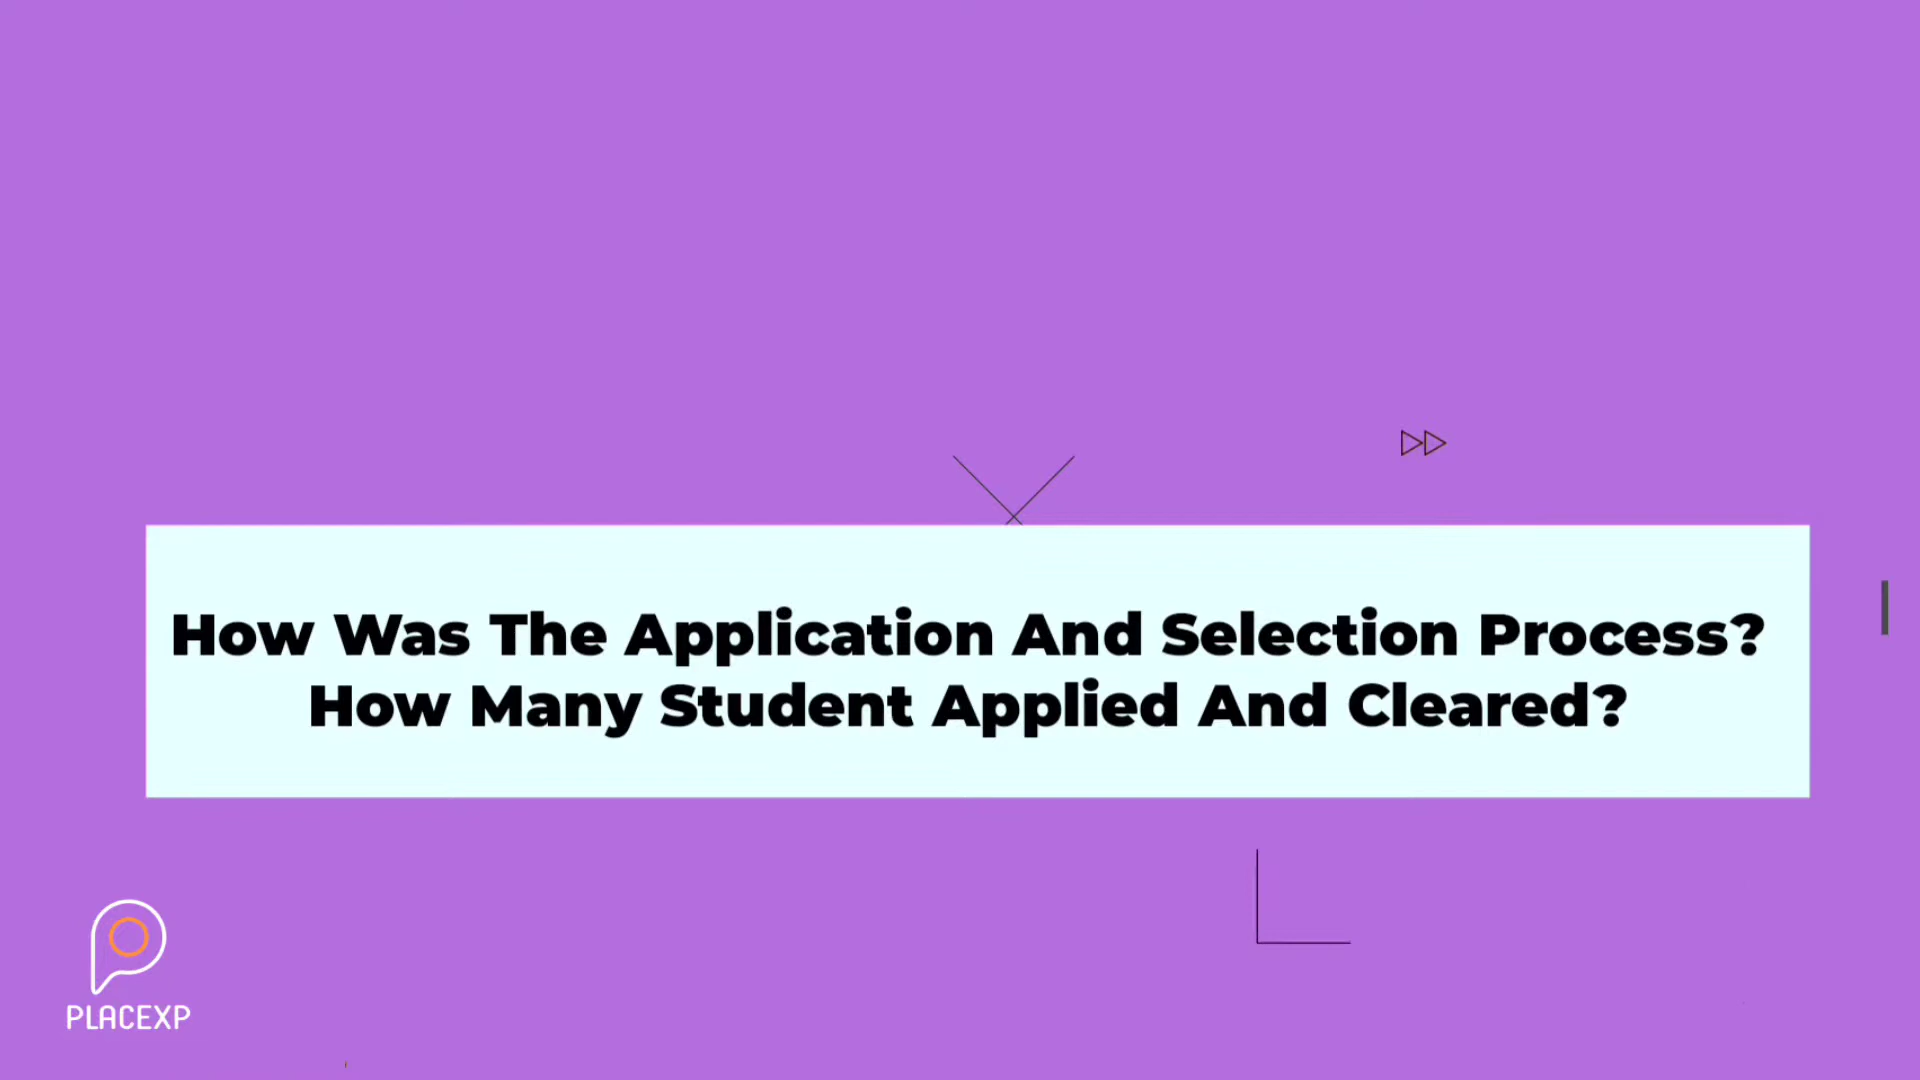 How Was The Application And Selection Process?
How Many Student Applied And Cleared?
PLACEXP